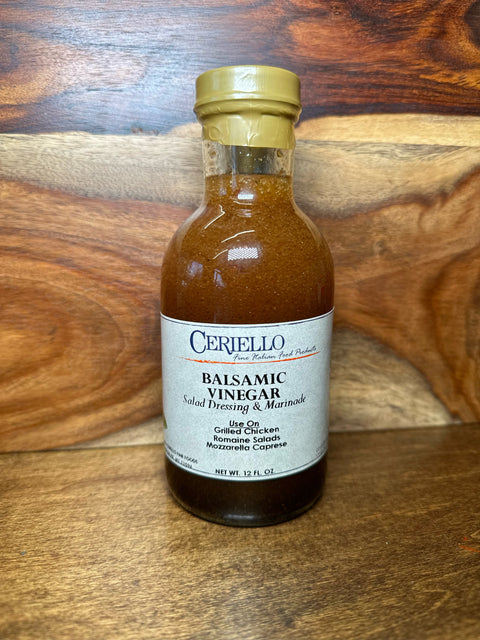 CERIELLO
Fine Italian Food Products
BALSAMIC
VINEGAR
Salad Dressing & Marinade
Use On
Grilled Chicken
Romaine Salads
Mozzarella Caprese
NET WT. 12 FL. OZ.